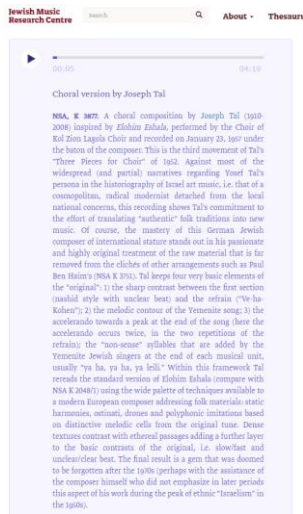 Jewish Music
Research Centre
Search
About
Thesauru
00:05
04:19
Choral version by Joseph Tal
NSA, K 3877. A choral composition by Joseph Tal (1910-
2008) inspired by Elohim Eshala, performed by the Choir of
Kol Zion Lagola Choir and recorded on January 23, 1957 under
the baton of the composer. This is the third movement of Tal's
"Three Pieces for Choir" of 1952. Against most of the
widespread (and partial) narratives regarding Yosef Tal's
persona in the historiography of Israel art music, i.e. that of a
cosmopolitan, radical modernist detached from the local
national concerns, this recording shows Tal's commitment to
the effort of translating "authentic" folk traditions into new
music. Of course, the mastery of this German Jewish
composer of international stature stands out in his passionate
and highly original treatment of the raw material that is far
removed from the clichés of other arrangements such as Paul
Ben Haim's (NSA K 3751). Tal keeps four very basic elements of
the "original": 1) the sharp contrast between the first section
(nashid style with unclear beat) and the refrain ("Ve-ha-
Kohen"); 2) the melodic contour of the Yemenite song; 3) the
accelerando towards a peak at the end of the song (here the
accelerando occurs twice, in the two repetitions of the
refrain); the "non-sense" syllables that are added by the
Yemenite Jewish singers at the end of each musical unit,
usually "ya ha, ya ha, ya leili." Within this framework Tal
rereads the standard version of Elohim Eshala (compare with
NSA K 2048/1) using the wide palette of techniques available to
a modern European composer addressing folk materials: static
harmonies, ostinati, drones and polyphonic imitations based
on distinctive melodic cells from the original tune. Dense
textures contrast with ethereal passages adding a further layer
to the basic contrasts of the original, i.e. slow/fast and
unclear/clear beat. The final result is a gem that was doomed
to be forgotten after the 1970s (perhaps with the assistance of
the composer himself who did not emphasize in later periods
this aspect of his work during the peak of ethnic "Israelism" in
the 1950s).